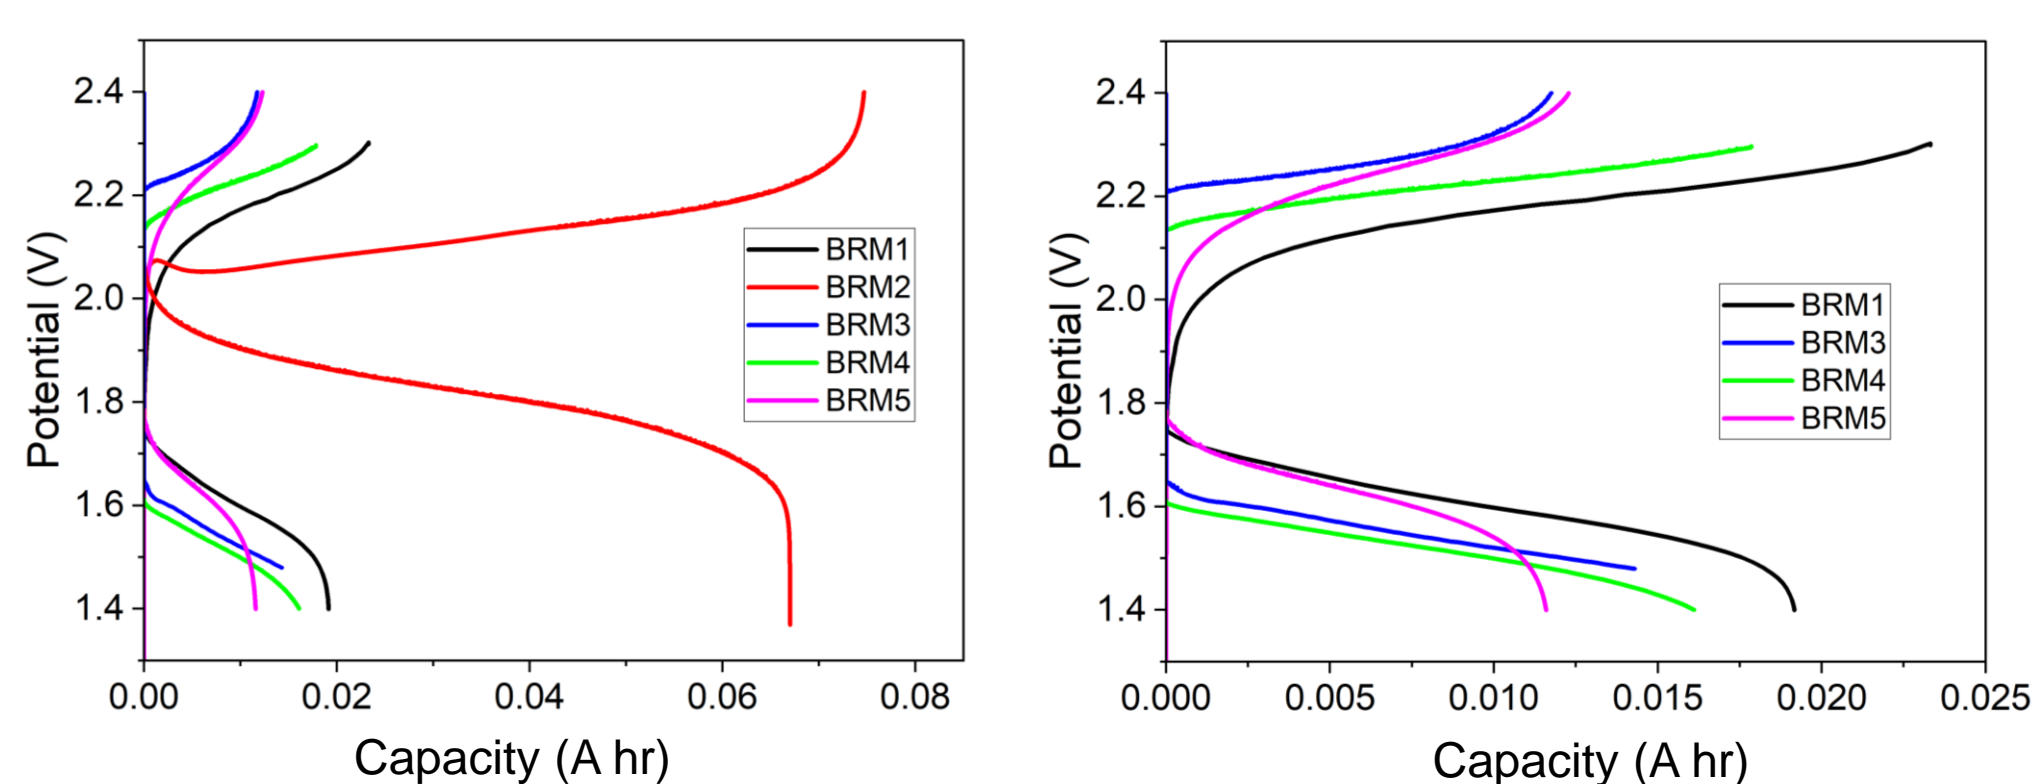 2.4
2.2
2.0
1.8
1.6
1.4
Potential (V)
0.00 0.02 0.04 0.06 0.08
Capacity (A hr)
BRM1
BRM2
BRM3
BRM4
BRM5
2.4
2.2
2.0
1.8
1.6
1.4
Potential (V)
0.000 0.005 0.010 0.015 0.020 0.025
Capacity (A hr)
BRM1
BRM3
BRM4
BRM5